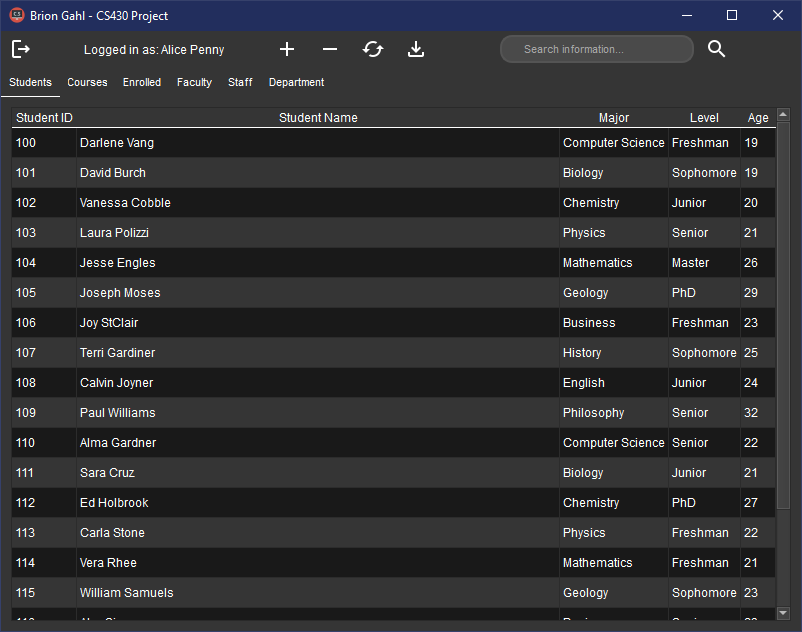 Brion Gahl - CS430 Project
Logged in as: Alice Penny
Search information...
Students Courses Enrolled Faculty Staff Department
Student ID Student Name Major Level Age
100 Darlene Vang Computer Science Freshman 19
101 David Burch Biology Sophomore 19
102 Vanessa Cobble Chemistry Junior 20
103 Laura Polizzi Physics Senior 21
104 Jesse Engles Mathematics Master 26
105 Joseph Moses Geology PhD 29
106 Joy StClair Business Freshman 23
107 Terri Gardiner History Sophomore 25
108 Calvin Joyner English Junior 24
109 Paul Williams Philosophy Senior 32
110 Alma Gardner Computer Science Senior 22
111 Sara Cruz Biology Junior 21
112 Ed Holbrook Chemistry PhD 27
113 Carla Stone Physics Freshman 22
114 Vera Rhee Mathematics Freshman 21
115 William Samuels Geology Sophomore 23